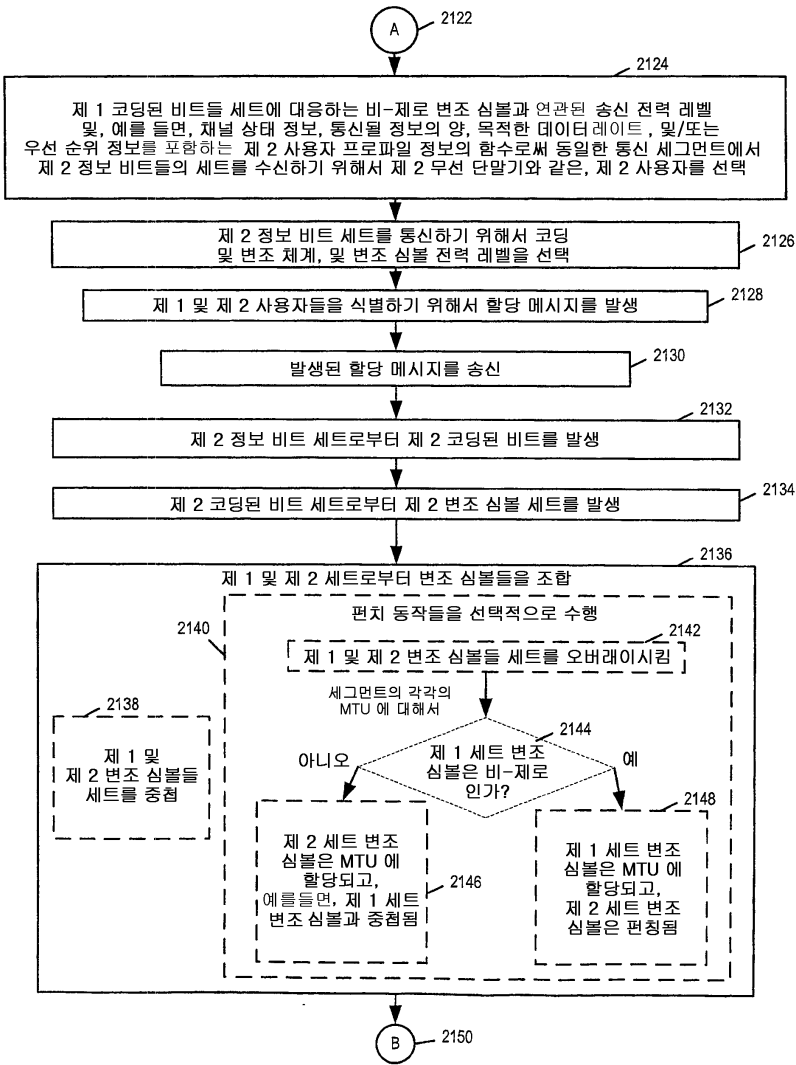 A
2122
2124
제 1 코딩된 비트들 세트에 대응하는 비-제로 변조 심볼과 연관된 송신 전력 레벨
및, 예를 들면, 채널 상태 정보, 통신될 정보의 양, 목적한 데이터 레이트, 및/또는
우선 순위 정보를 포함하는 제 2 사용자 프로파일 정보의 함수로써 동일한 통신 세그먼트에서
제 2 정보 비트들의 세트를 수신하기 위해서 제 2 무선 단말기와 같은, 제 2 사용자를 선택
제 2 정보 비트 세트를 통신하기 위해서 코딩
및 변조 체계, 및 변조 심볼 전력 레벨을 선택
2126
제 1 및 제 2 사용자들을 식별하기 위해서 할당 메시지를 발생
2128
발생된 할당 메시지를 송신
2130
2132
제 2 정보 비트 세트로부터 제 2 코딩된 비트를 발생
제 2 코딩된 비트 세트로부터 제 2 변조 심볼 세트를 발생
2134
2136
제 1 및 제 2 세트로부터 변조 심볼들을 조합
펀치 동작들을 선택적으로 수행
2140
2142
제 1 및 제 2 변조 심볼들 세트를 오버래이시킴
세그먼트의 각각의
MTU 에 대해서
2138
제 1 및
제 2 변조 심볼들
세트를 중첩
2144
제 1 세트 변조
심볼은 비-제로
인가?
아니오
예
제 2 세트 변조
심볼은 MTU 에
할당되고,
예를들면, 제 1 세트
변조 심볼과 중첩됨
2146
2148
제 1 세트 변조
심볼은 MTU 에
할당되고,
제 2 세트 변조
심볼은 펀칭됨
B
2150